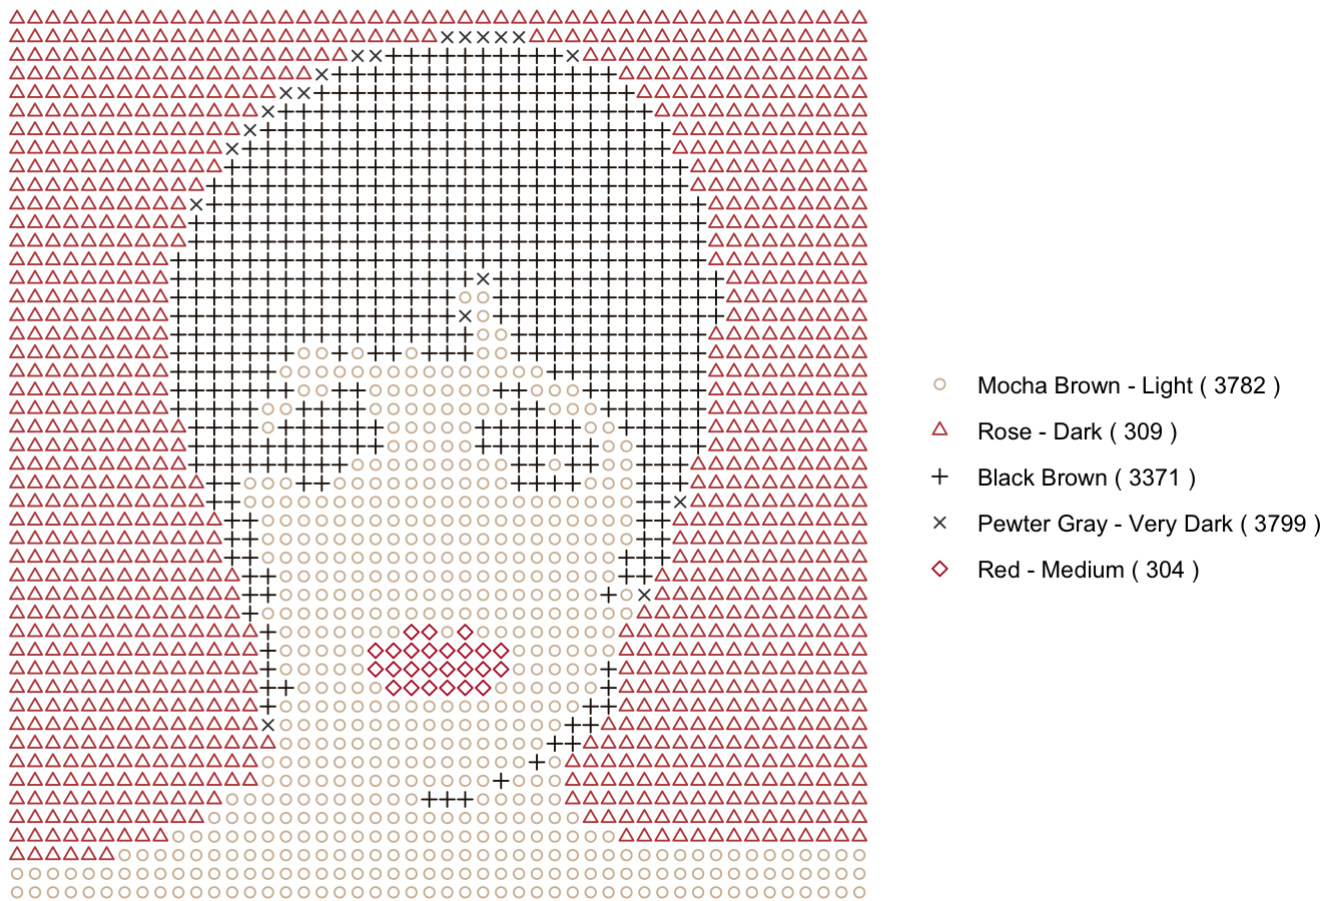 Mocha Brown - Light ( 3782 )
Rose - Dark ( 309 )
Black Brown ( 3371 )
Pewter Gray - Very Dark ( 3799 )
Red - Medium ( 304 )